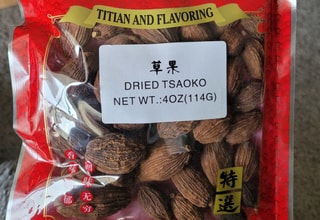 TITIAN AND FLAVORING
草果
DRIED TSAOKO
NET WT.:4OZ(114G)
特
選